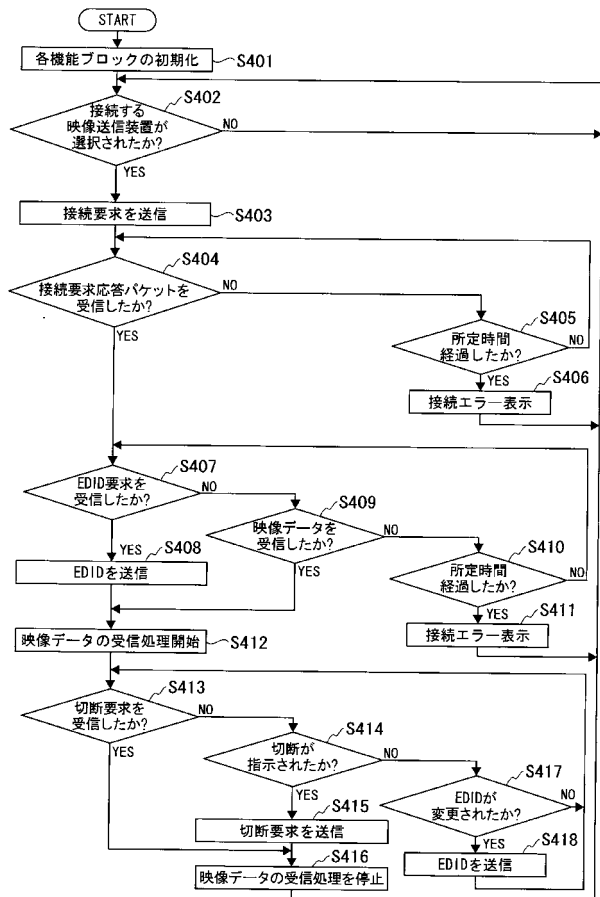 START
各機能ブロックの初期化
S401
接続する
映像送信装置が
選択されたか?
S402
NO
YES
接続要求を送信
S403
接続要求応答パケットを
受信したか?
S404
NO
YES
所定時間
経過したか?
S405
NO
YES
接続エラー表示
S406
EDID要求を
受信したか?
S407
NO
YES
EDIDを送信
S408
映像データを
受信したか?
S409
NO
YES
所定時間
経過したか?
S410
NO
YES
接続エラー表示
S411
映像データの受信処理開始
S412
切断要求を
受信したか?
S413
NO
YES
切断が
指示されたか?
S414
NO
YES
切断要求を送信
S415
映像データの受信処理を停止
S416
EDIDが
変更されたか?
S417
NO
YES
EDIDを送信
S418